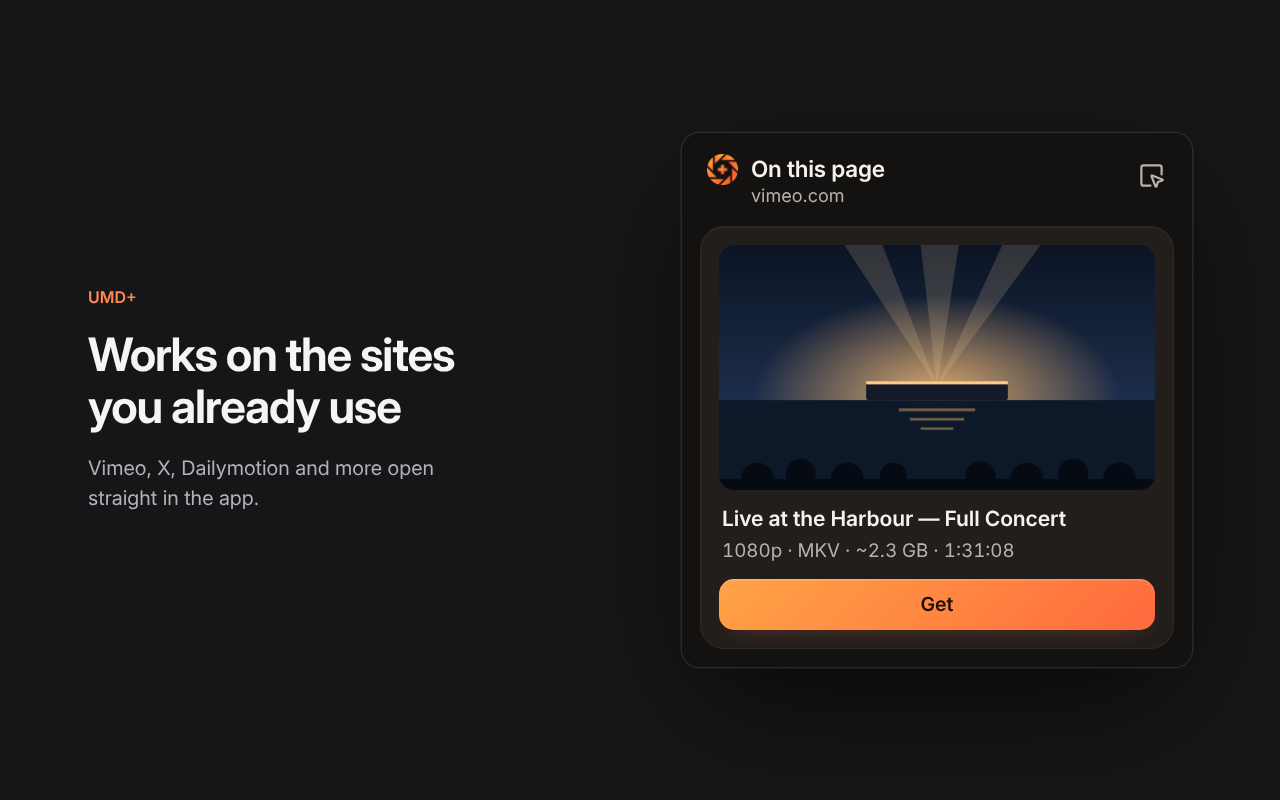 UMD+
Works on the sites
you already use
Vimeo, X, Dailymotion and more open
straight in the app.
On this page
vimeo.com
Live at the Harbour — Full Concert
1080p · MKV · ~2.3 GB · 1:31:08
Get